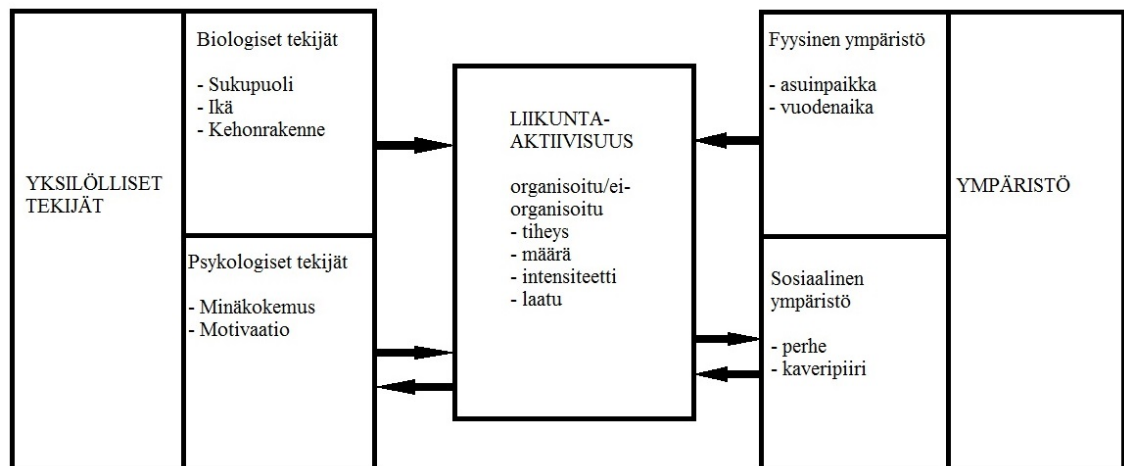 YKSILÖLLISET
TEKIJÄT
Biologiset tekijät
- Sukupuoli
- Ikä
- Kehonrakenne
Psykologiset tekijät
- Minäkokemus
- Motivaatio
LIIKUNTA-
AKTIIVISUUS
organisoitu/ei-
organisoitu
- tiheys
- määrä
- intensiteetti
- laatu
Fyysinen ympäristö
- asuinpaikka
- vuodenaika
Sosiaalinen
ympäristö
- perhe
- kaveripiiri
YMPÄRISTÖ